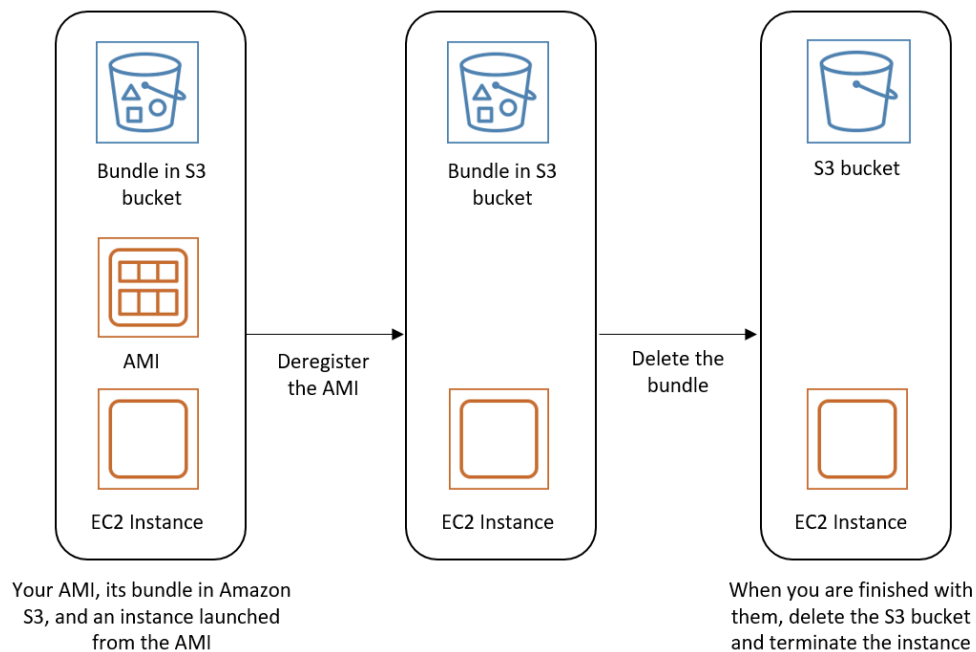 Bundle in S3
bucket
AMI
EC2 Instance
Your AMI, its bundle in Amazon
S3, and an instance launched
from the AMI
Deregister
the AMI
Bundle in S3
bucket
EC2 Instance
Delete the
bundle
S3 bucket
EC2 Instance
When you are finished with
them, delete the S3 bucket
and terminate the instance